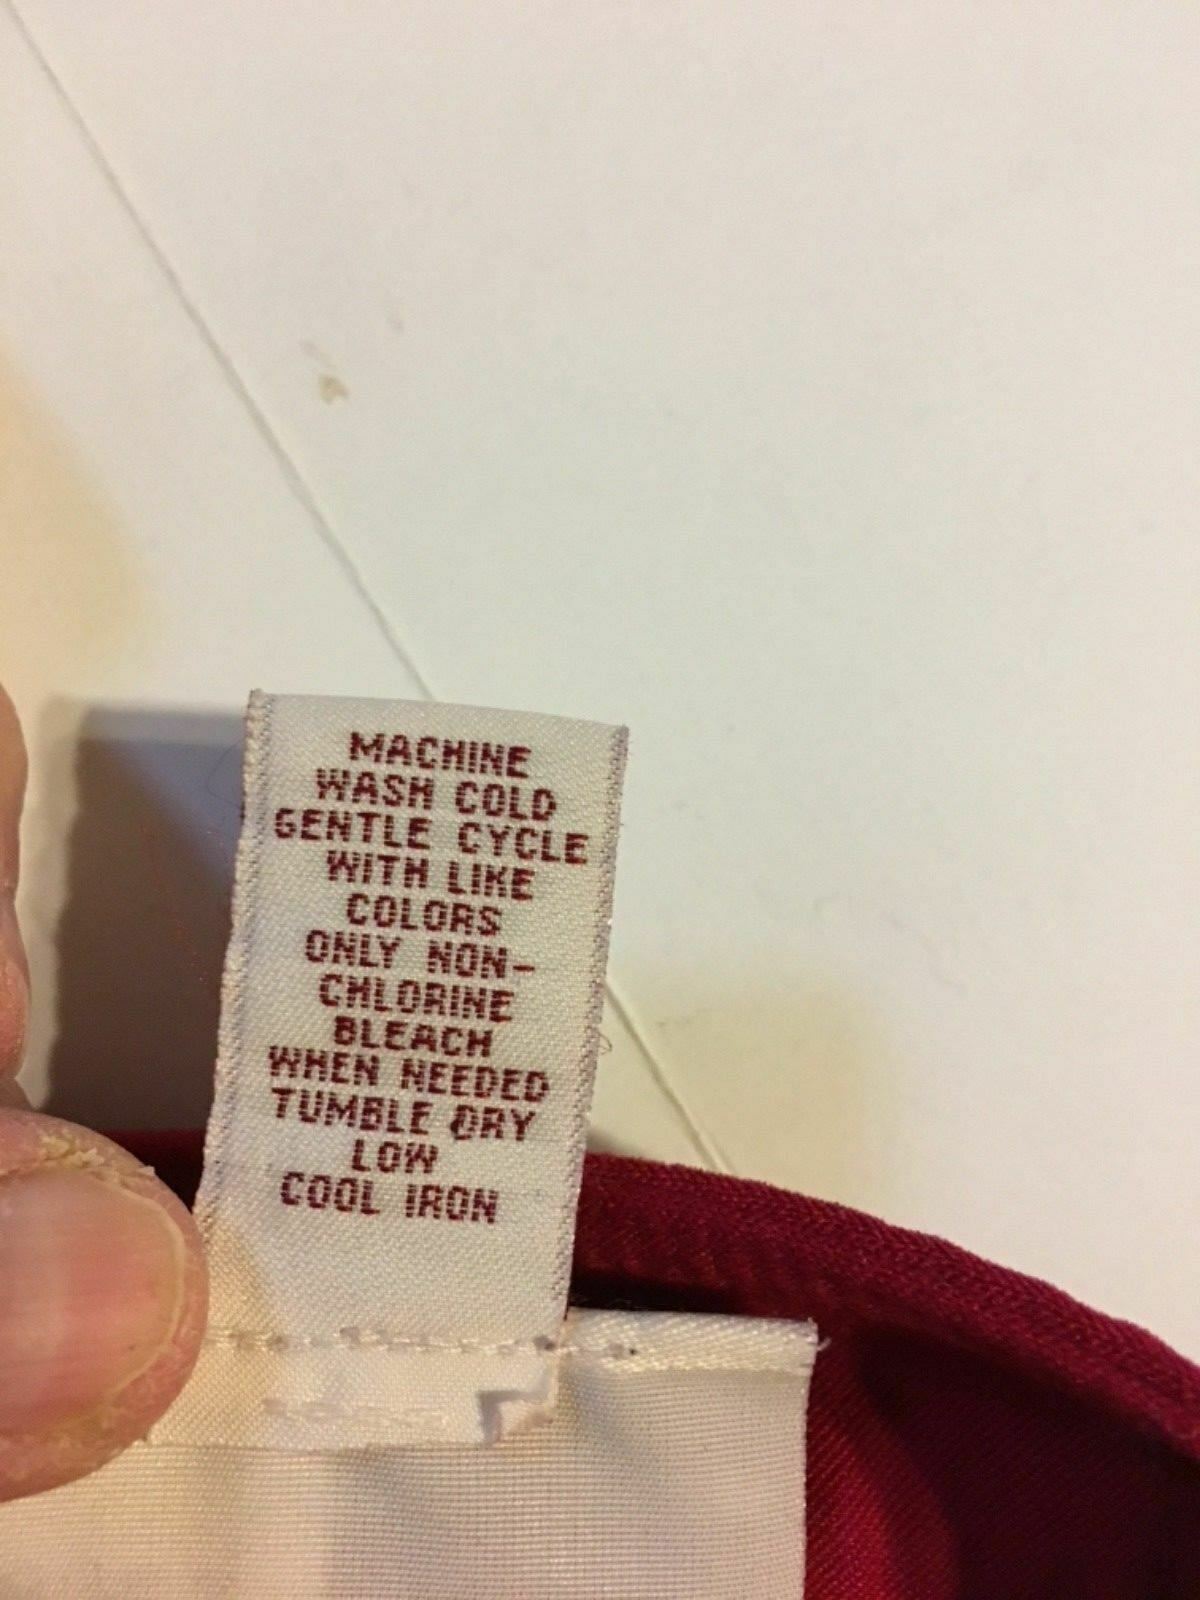 MACHINE
WASH COLD
GENTLE CYCLE
WITH LIKE
COLORS
ONLY NON-
CHLORINE
BLEACH
WHEN NEEDED
TUMBLE DRY
LOW
COOL IRON